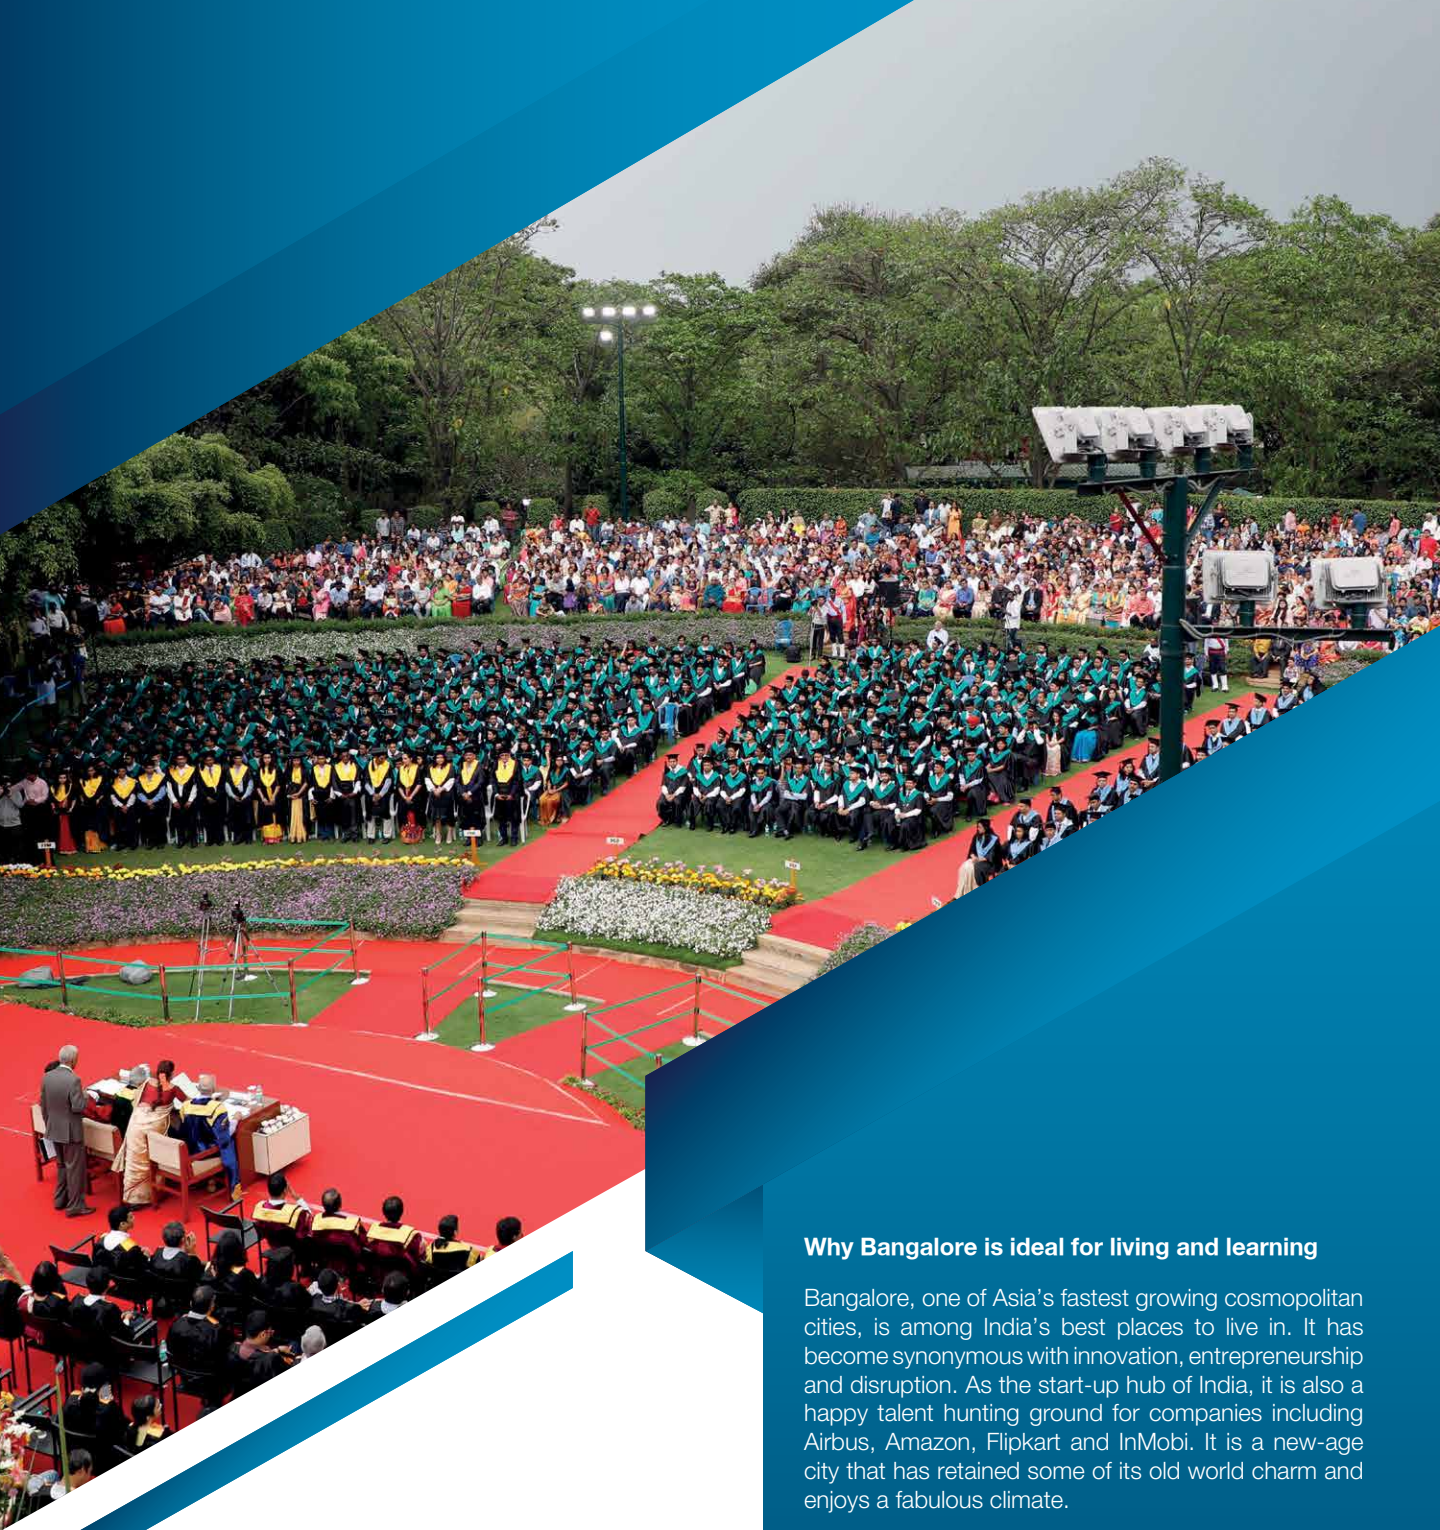 Why Bangalore is ideal for living and learning
Bangalore, one of Asia's fastest growing cosmopolitan
cities, is among India's best places to live in. It has
become synonymous with innovation, entrepreneurship
and disruption. As the start-up hub of India, it is also a
happy talent hunting ground for companies including
Airbus, Amazon, Flipkart and InMobi. It is a new-age
city that has retained some of its old world charm and
enjoys a fabulous climate.